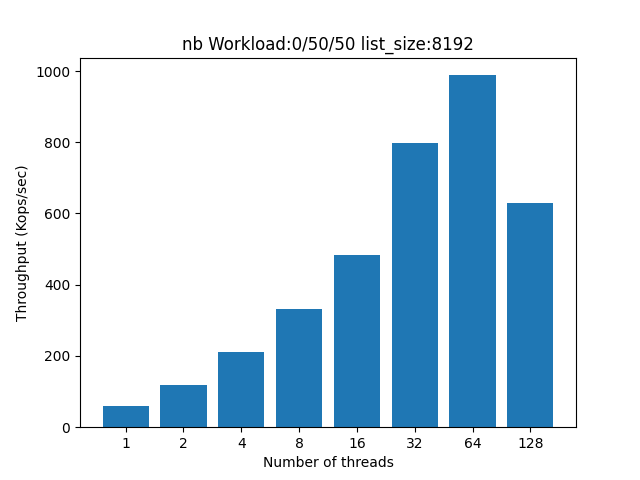 nb Workload:0/50/50 list_size:8192
Throughput (Kops/sec)
1000
800
600
400
200
0
1 2 4 8 16 32 64 128
Number of threads